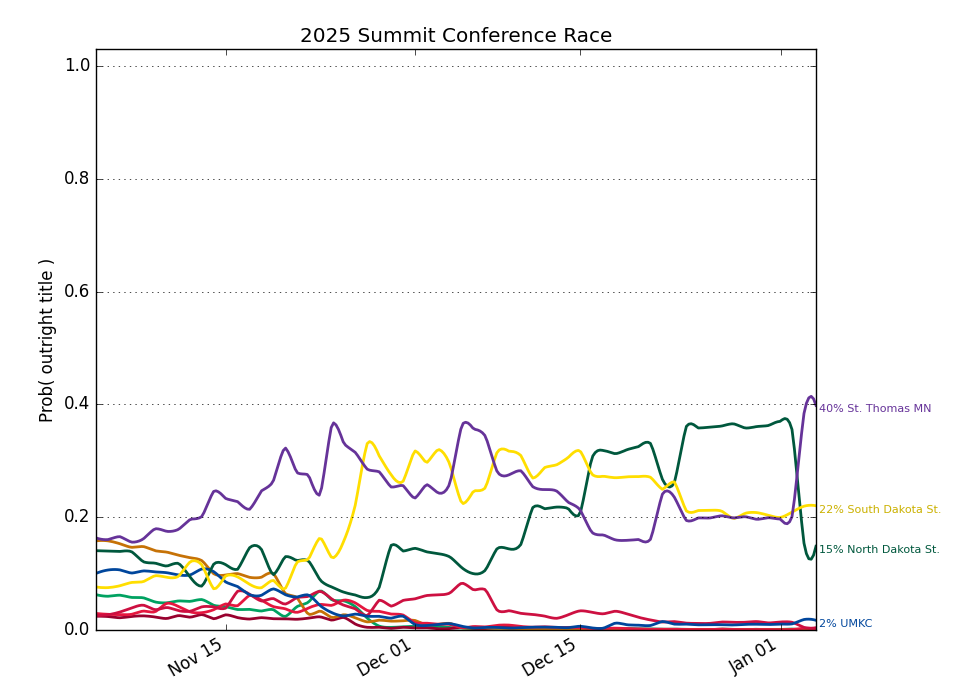 2025 Summit Conference Race
Prob( outright title )
1.0
0.8
0.6
0.4
0.2
0.0
40% St. Thomas MN
22% South Dakota St.
15% North Dakota St.
2% UMKC
Nov 15
Dec 01
Dec 15
Jan 01